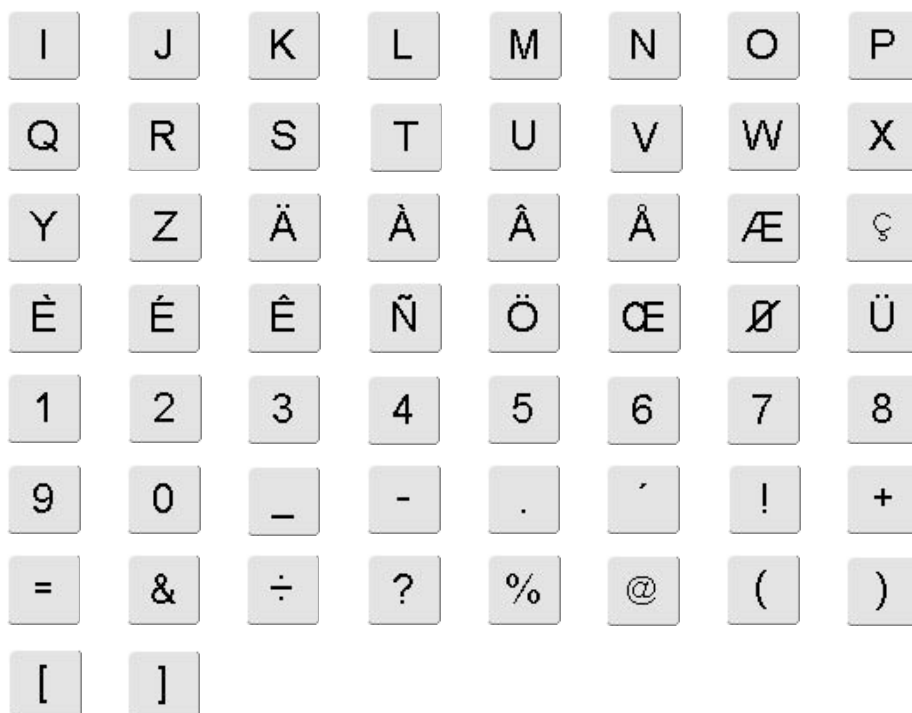 I J K L M N O P
Q R S T U V W X
Y Z Ä À Â Å Æ ç
È É Ê Ñ Ö Œ Ø Ü
1 2 3 4 5 6 7 8
9 0 _ - . ´ ! +
= & ÷ ? % @ ( )
[ ]